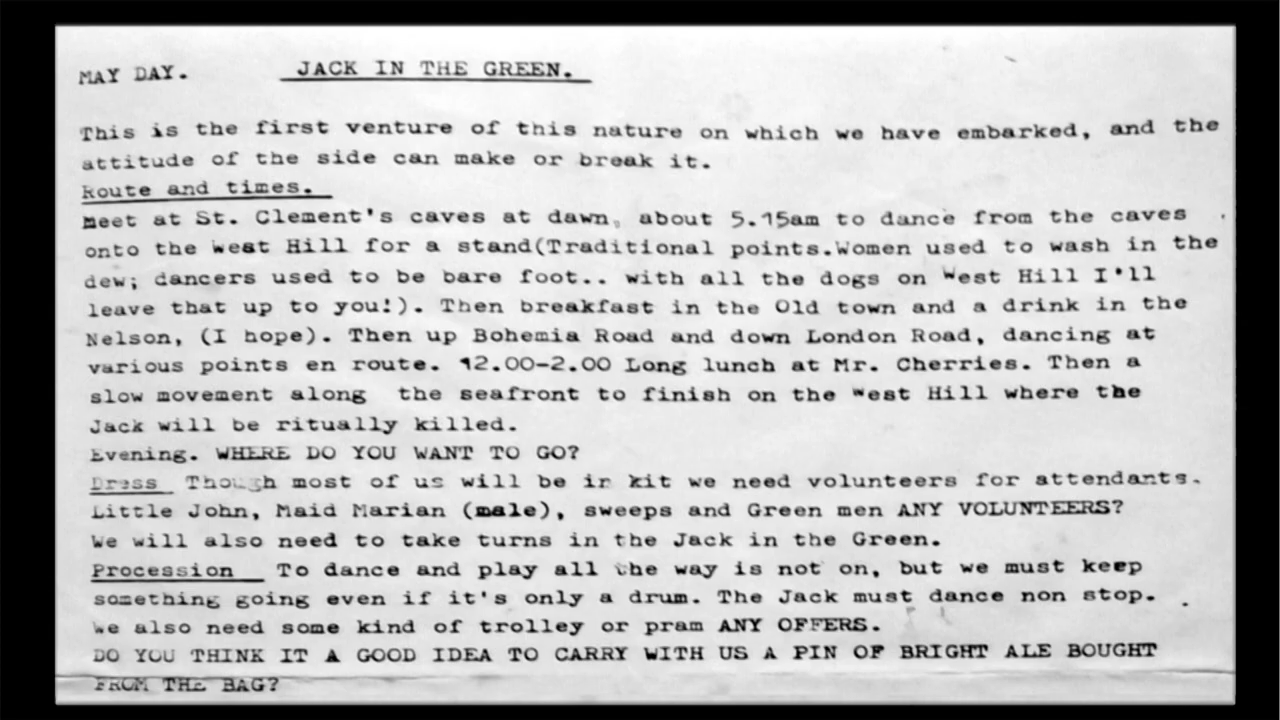 MAY DAY. JACK IN THE GREEN.
This is the first venture of this nature on which we have embarked, and the
attitude of the side can make or break it.
Route and times.
Meet at St. Clement's caves at dawn, about 5.15am to dance from the caves
onto the West Hill for a stand(Traditional points.Women used to wash in the
dew; dancers used to be bare foot.. with all the dogs on West Hill I'll
leave that up to you!). Then breakfast in the Old town and a drink in the
Nelson, (I hope). Then up Bohemia Road and down London Road, dancing at
various points en route. 12.00-2.00 Long lunch at Mr. Cherries. Then a
slow movement along the seafront to finish on the West Hill where the
Jack will be ritually killed.
Evening. WHERE DO YOU WANT TO GO?
Dress Though most of us will be in kit we need volunteers for attendants.
Little John, Maid Marian (male), sweeps and Green men ANY VOLUNTEERS?
We will also need to take turns in the Jack in the Green.
Procession To dance and play all the way is not on, but we must keep
something going even if it's only a drum. The Jack must dance non stop.
We also need some kind of trolley or pram ANY OFFERS.
DO YOU THINK IT A GOOD IDEA TO CARRY WITH US A PIN OF BRIGHT ALE BOUGHT
FROM THE BAG?